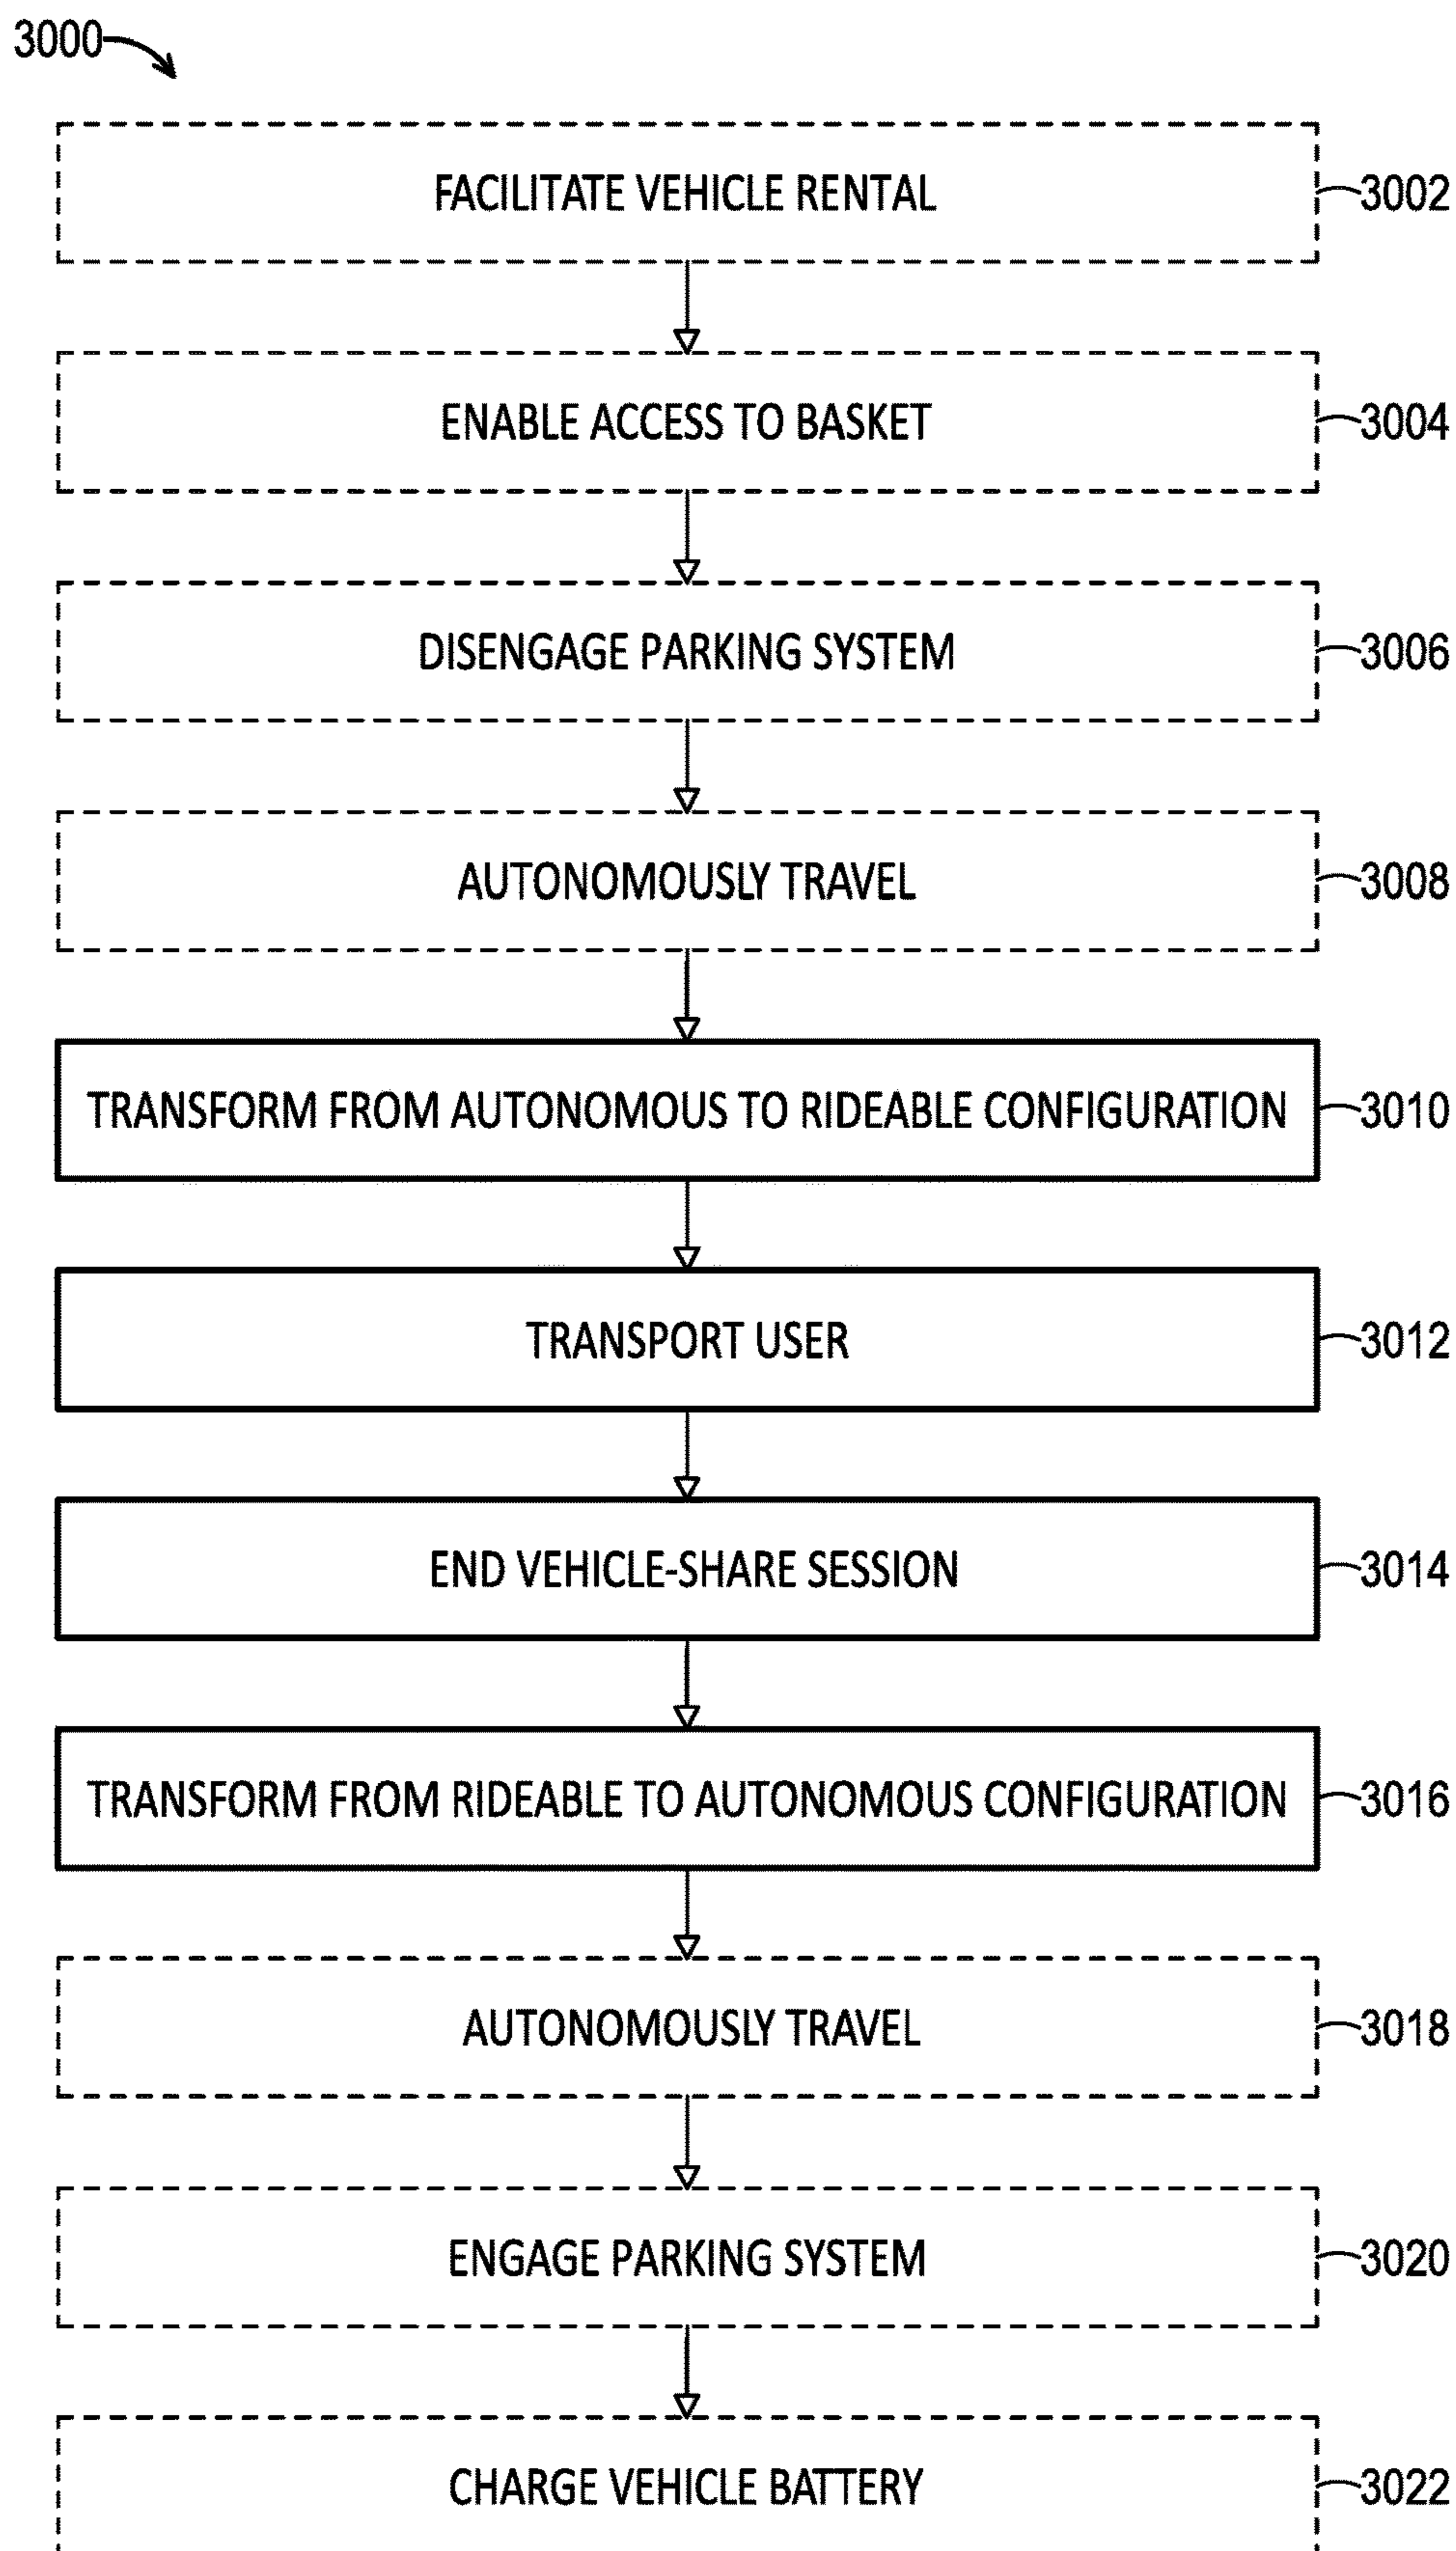 3000
FACILITATE VEHICLE RENTAL 3002
ENABLE ACCESS TO BASKET 3004
DISENGAGE PARKING SYSTEM 3006
AUTONOMOUSLY TRAVEL 3008
TRANSFORM FROM AUTONOMOUS TO RIDEABLE CONFIGURATION 3010
TRANSPORT USER 3012
END VEHICLE-SHARE SESSION 3014
TRANSFORM FROM RIDEABLE TO AUTONOMOUS CONFIGURATION 3016
AUTONOMOUSLY TRAVEL 3018
ENGAGE PARKING SYSTEM 3020
CHARGE VEHICLE BATTERY 3022